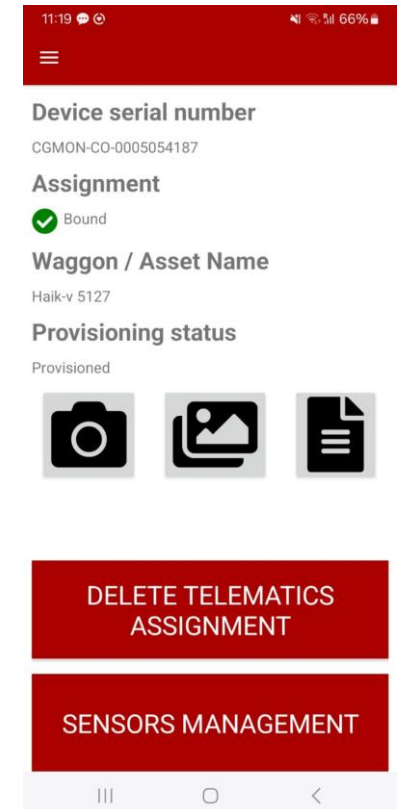 11:19
66%
Device serial number
CGMON-CO-0005054187
Assignment
Bound
Waggon / Asset Name
Haik-v 5127
Provisioning status
Provisioned
DELETE TELEMATICS
ASSIGNMENT
SENSORS MANAGEMENT